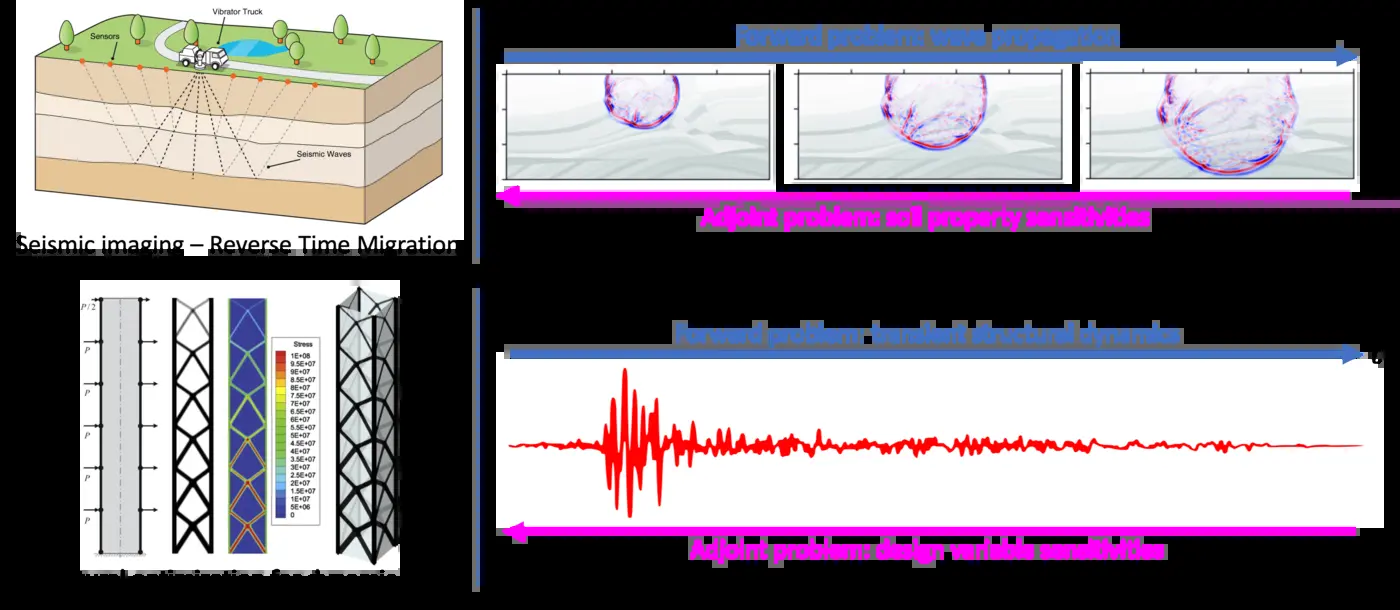 Vibrator Truck
Sensors
Seismic Waves
Seismic imaging – Reverse Time Migration
Forward problem: wave propagation
Adjoint problem: soil property sensitivities
P/2
P
P
P
P
P
Stress
1E+08
9.5E+07
9E+07
8.5E+07
8E+07
7.5E+07
7E+07
6.5E+07
6E+07
5.5E+07
5E+07
4.5E+07
4E+07
3.5E+07
3E+07
2.5E+07
2E+07
1.5E+07
1E+07
5E+06
0
Forward problem: transient structural dynamics
Adjoint problem: design variable sensitivities